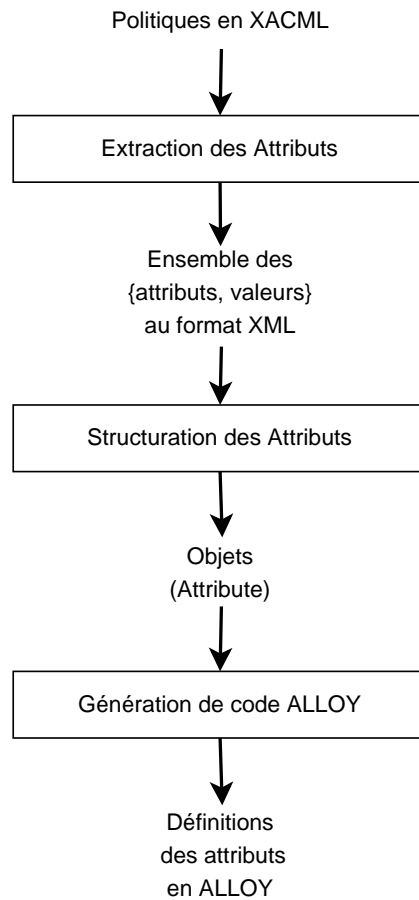 Politiques en XACML
Extraction des Attributs
Ensemble des
{attributs, valeurs}
au format XML
Structuration des Attributs
Objets
(Attribute)
Génération de code ALLOY
Définitions
des attributs
en ALLOY